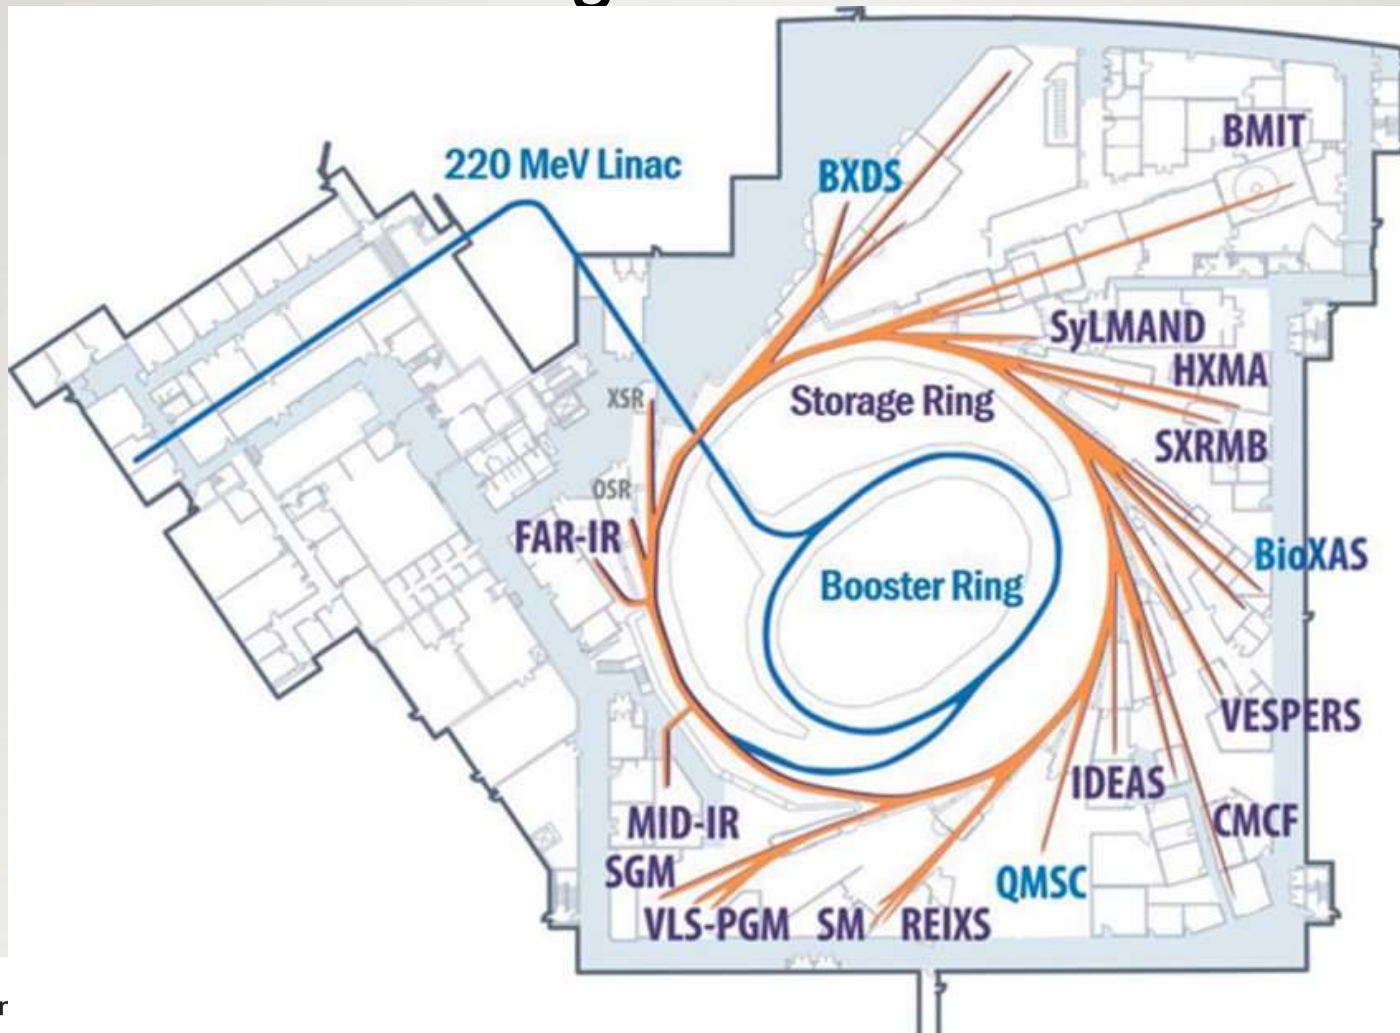 220 MeV Linac
BXDS
BMIT
SyLMAND
HXMA
XSR
Storage Ring
SXRMB
OSR
FAR-IR
BioXAS
Booster Ring
VESPERS
IDEAS
MID-IR
CMCF
SGM
QMSC
VLS-PGM SM REIXS